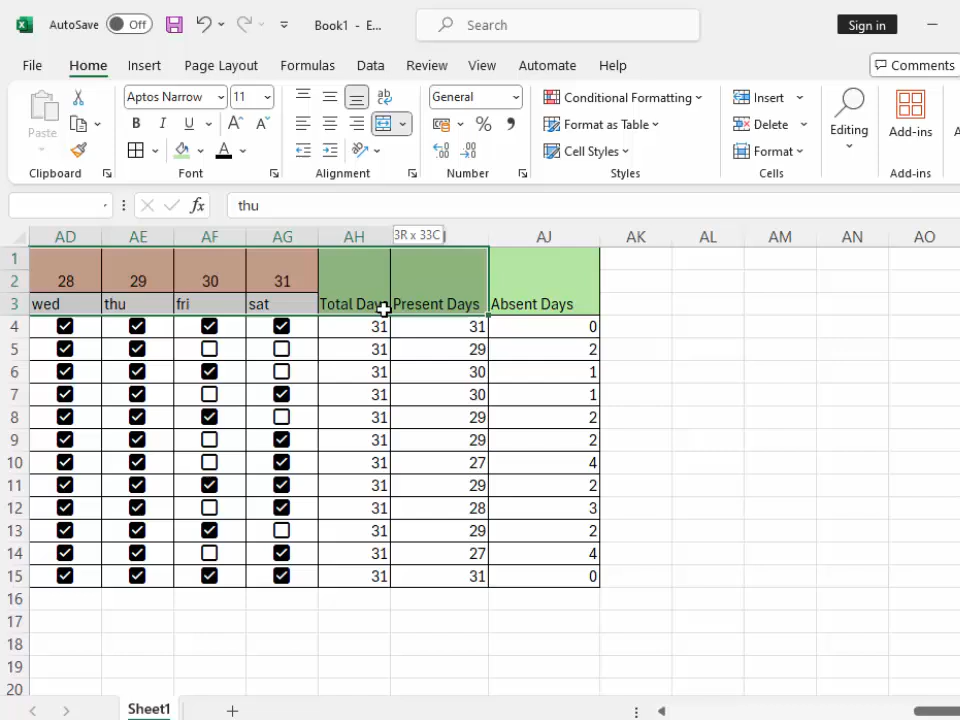 AutoSave Off Book1 - E... Search Sign in
File Home Insert Page Layout Formulas Data Review View Automate Help Comments
Paste Aptos Narrow 11 General Conditional Formatting Insert
B I U A A ab Format as Table Delete Editing Add-ins
A % Cell Styles Format
Clipboard Font Alignment Number Styles Cells Add-ins
fx thu
AD AE AF AG AH 3R x 33C AJ AK AL AM AN AO
1
2 28 29 30 31
3 wed thu fri sat Total Days Present Days Absent Days
4 31 31 0
5 31 29 2
6 31 30 1
7 31 30 1
8 31 29 2
9 31 29 2
10 31 27 4
11 31 29 2
12 31 28 3
13 31 29 2
14 31 27 4
15 31 31 0
16
17
18
19
20
Sheet1